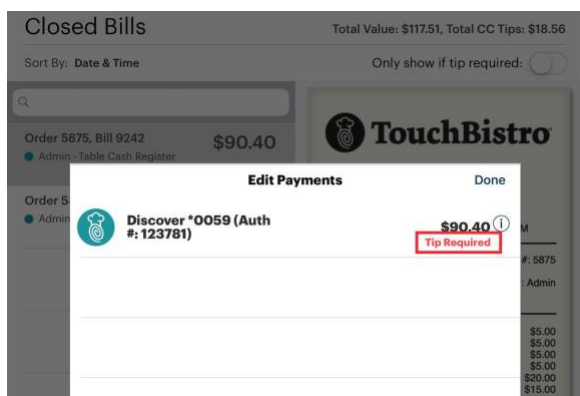 Closed Bills
Total Value: $117.51, Total CC Tips: $18.56
Sort By: Date & Time
Only show if tip required:
Order 5875, Bill 9242
$90.40
Admin - Table Cash Register
TouchBistro
Edit Payments
Done
Order 5
Admin
Discover *0059 (Auth
#: 123781)
$90.40
Tip Required
M
#: 5875
: Admin
$5.00
$5.00
$5.00
$5.00
$20.00
$15.00